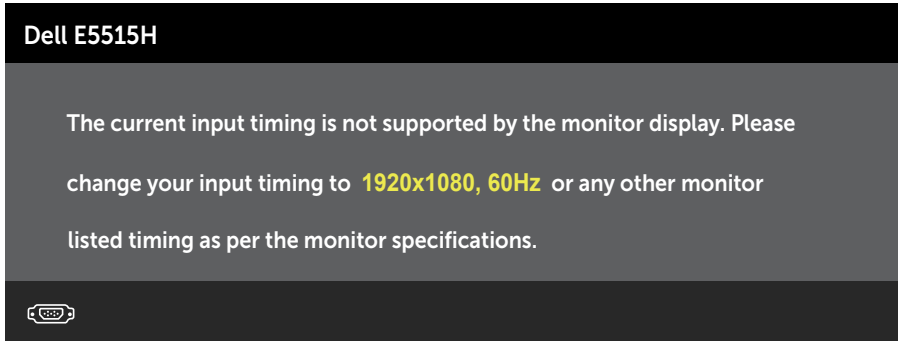 Dell E5515H
The current input timing is not supported by the monitor display. Please
change your input timing to 1920x1080, 60Hz or any other monitor
listed timing as per the monitor specifications.